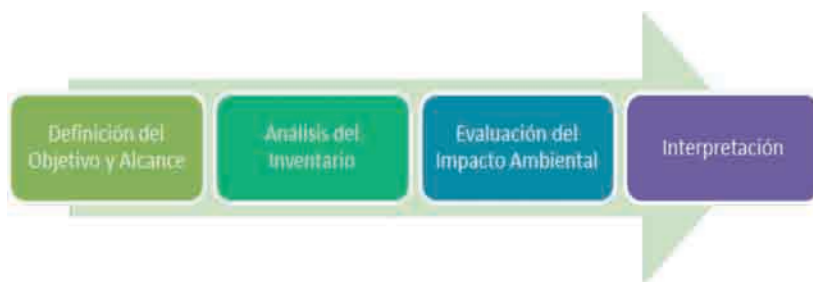 Definición del
Objetivo y Alcance
Análisis del
Inventario
Evaluación del
Impacto Ambiental
Interpretación